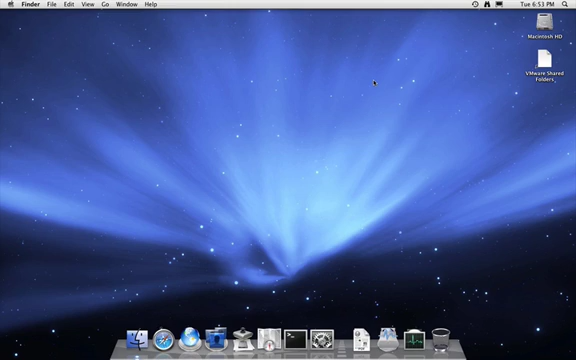 Finder File Edit View Go Window Help Tue 6:53 PM
Macintosh HD
VMware Shared
Folders